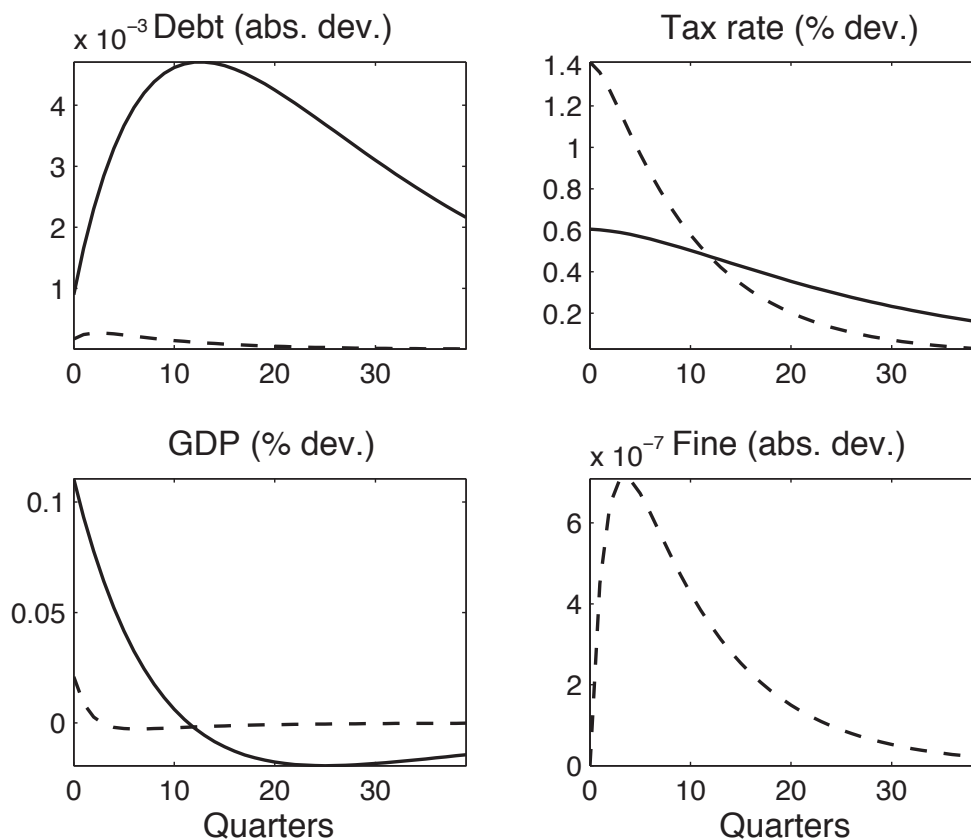 x 10⁻³ Debt (abs. dev.)
4
3
2
1
0 10 20 30
Tax rate (% dev.)
1.4
1.2
1
0.8
0.6
0.4
0.2
0 10 20 30
GDP (% dev.)
0.1
0.05
0
0 10 20 30
Quarters
x 10⁻⁷ Fine (abs. dev.)
6
4
2
0
0 10 20 30
Quarters